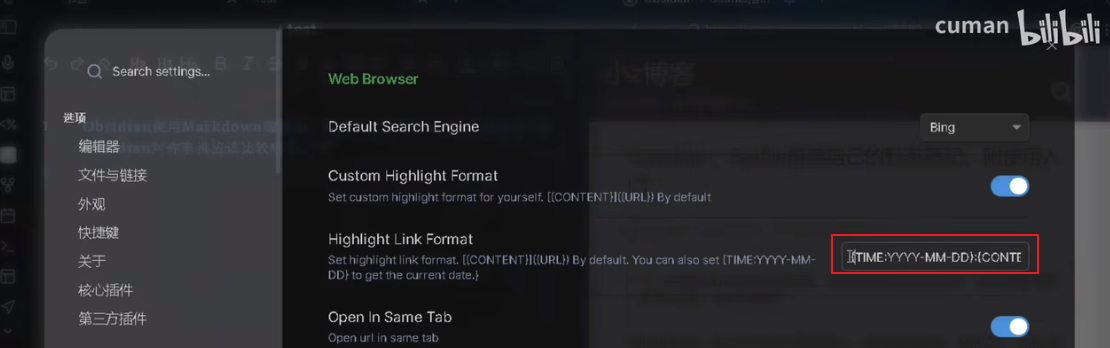 cuman bilibili
Search settings...
选项
编辑器
文件与链接
外观
快捷键
关于
核心插件
第三方插件
Web Browser
Default Search Engine
Bing
Custom Highlight Format
Set custom highlight format for yourself. [{CONTENT}]({URL}) By default
Highlight Link Format
Set highlight link format. [{CONTENT}]({URL}) By default. You can also set {TIME:YYYY-MM-
DD} to get the current date.}
{TIME:YYYY-MM-DD}:{CONTE
Open In Same Tab
Open url in same tab